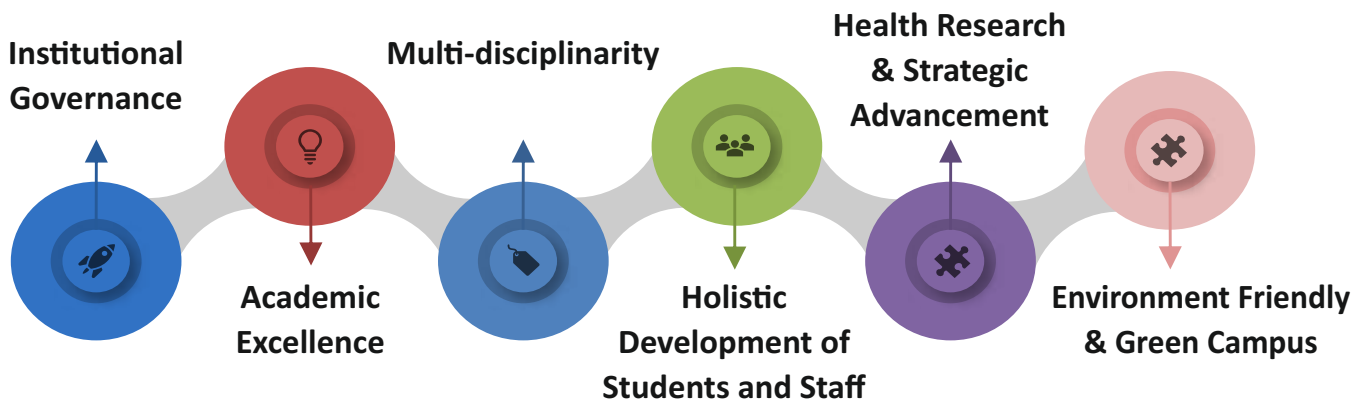 Institutional
Governance
Academic
Excellence
Multi-disciplinarity
Holistic
Development of
Students and Staff
Health Research
& Strategic
Advancement
Environment Friendly
& Green Campus